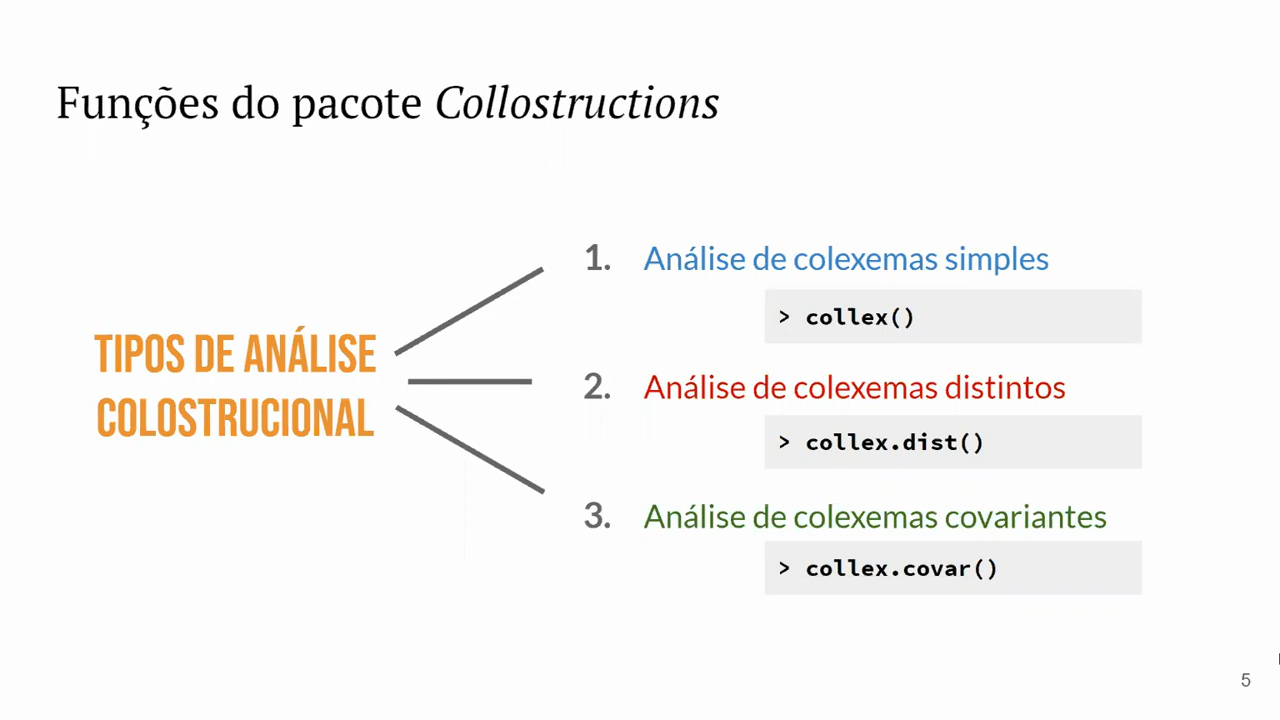 Funções do pacote Collostructions
TIPOS DE ANÁLISE
COLOSTRUCIONAL
1. Análise de colexemas simples
> collex()
2. Análise de colexemas distintos
> collex.dist()
3. Análise de colexemas covariantes
> collex.covar()
5